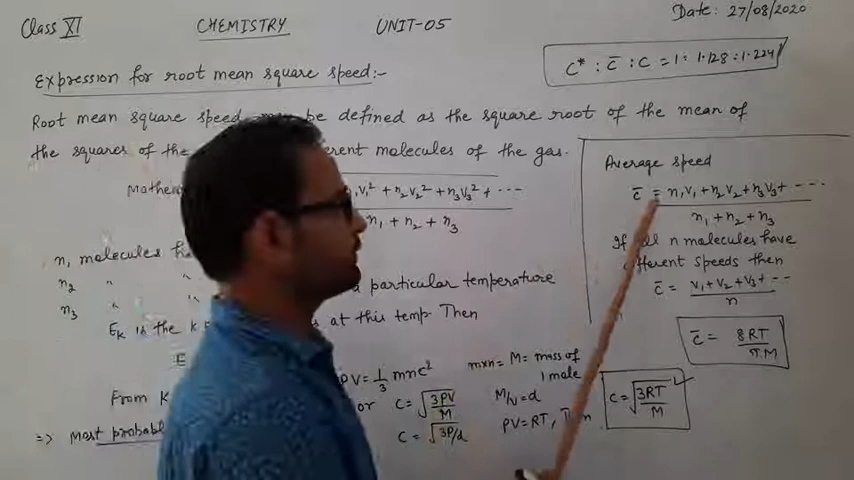 Class XI CHEMISTRY UNIT-05 Date: 27/08/2020
C* : c̄ : C = 1 : 1.128 : 1.224
Expression for root mean square speed:-
Root mean square speed may be defined as the square root of the mean of
the squares of the different molecules of the gas.
v₁² + n₂v₂² + n₃v₃² + ---
n₁ + n₂ + n₃
n₁ molecules
n₂ " "
n₃ " "
particular temperature
Eₖ is the at this temp. Then
PV = 1/3 mnc²
From
or C = √(3PV/M)
C = √(3P/d)
m×n = M = mass of
1 mole
M/V = d
PV = RT, Then
C = √(3RT/M)
=> Most probabl
Average speed
c̄ = n₁v₁ + n₂v₂ + n₃v₃ + ----
n₁ + n₂ + n₃
If all n molecules have
different speeds then
c̄ = v₁ + v₂ + v₃ + ---
n
c̄ = 8RT
πM